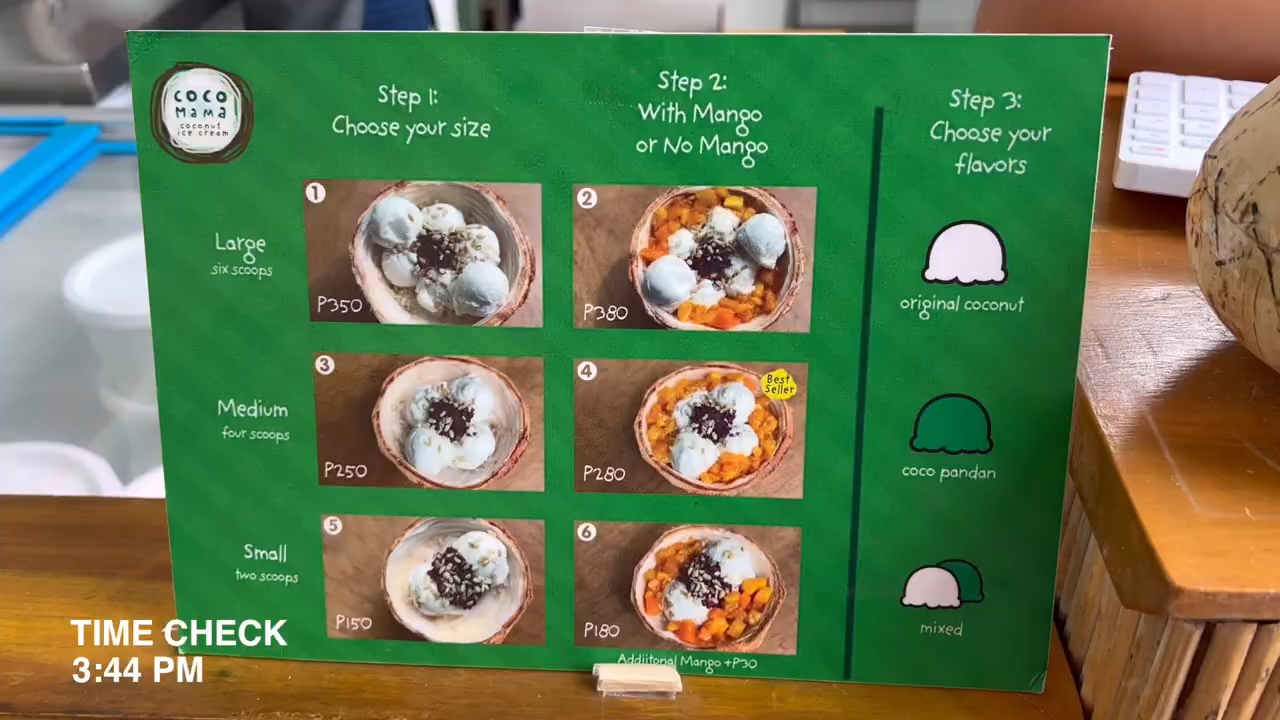 COCO
MaMa
coconut
ice cream
Step 1:
Choose your size
Step 2:
With Mango
or No Mango
Step 3:
Choose your
flavors
Large
six scoops
1
P350
2
P380
original coconut
Medium
four scoops
3
P250
4
Best
Seller
P280
coco pandan
Small
two scoops
5
P150
6
P180
mixed
Addiitonal Mango +P30
TIME CHECK
3:44 PM